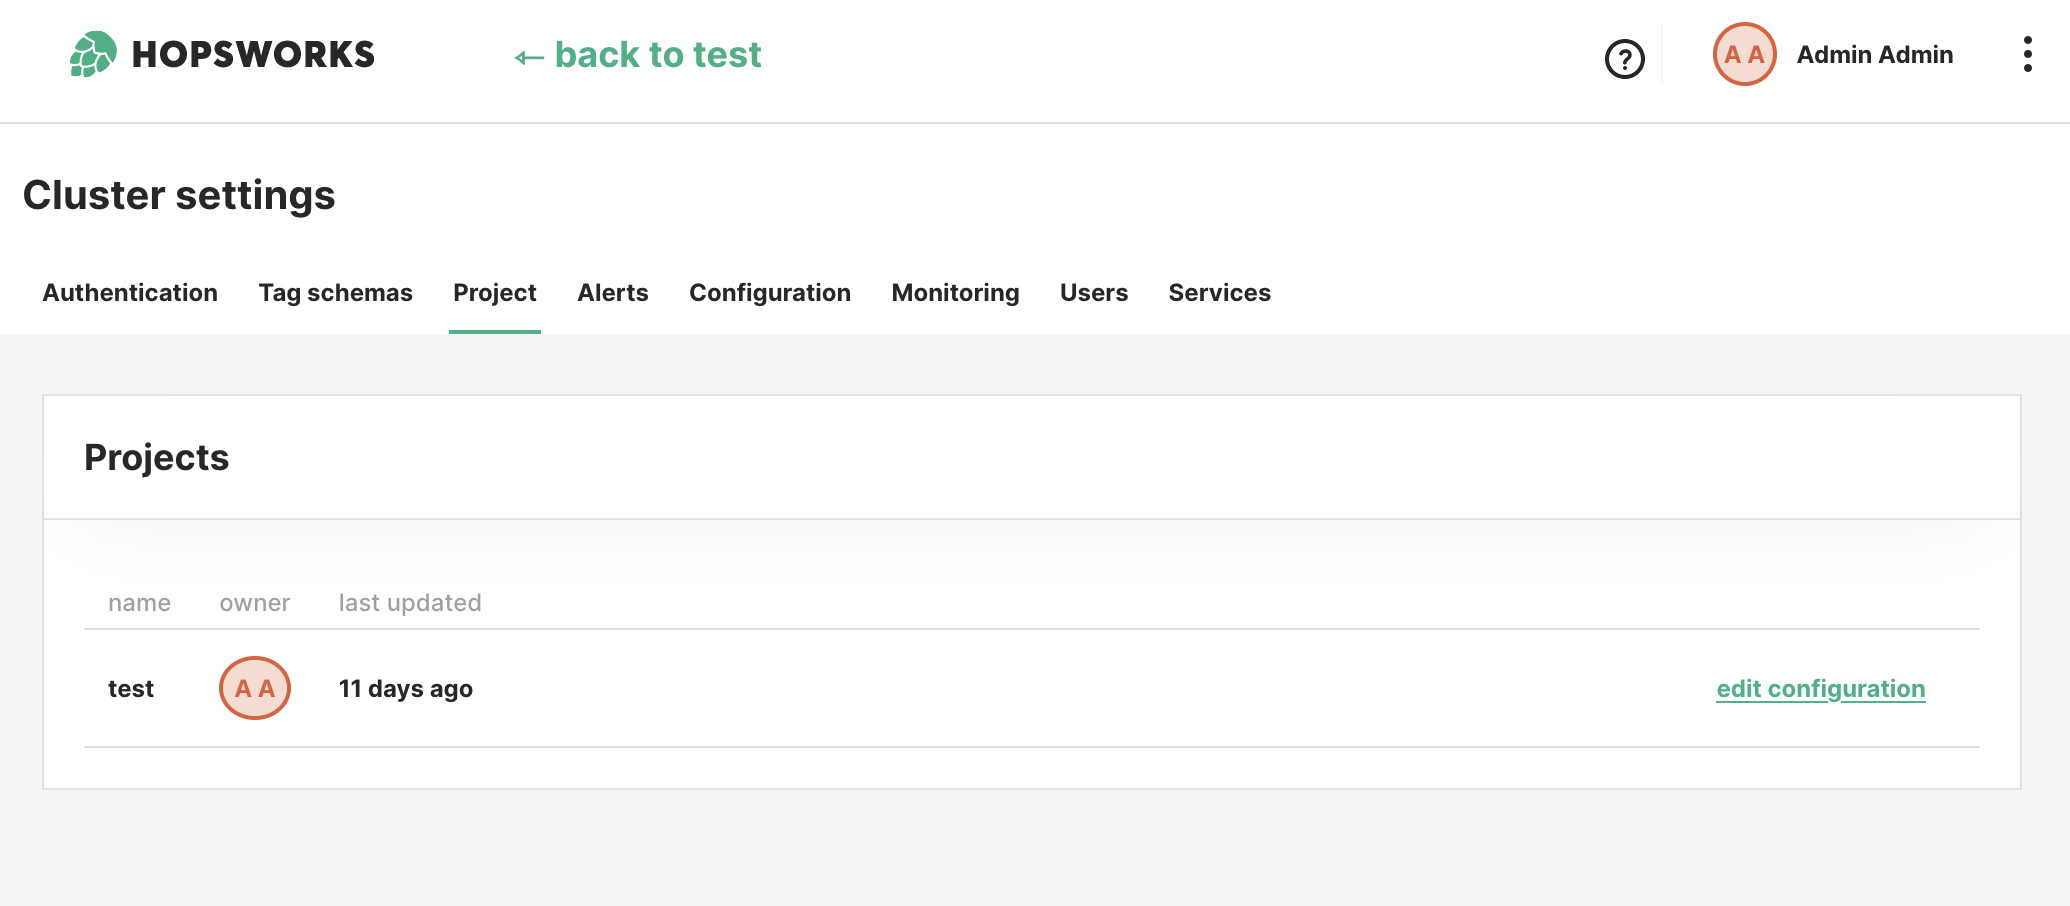 HOPSWORKS
← back to test
?
A A
Admin Admin
Cluster settings
Authentication Tag schemas Project Alerts Configuration Monitoring Users Services
Projects
name owner last updated
test A A 11 days ago edit configuration